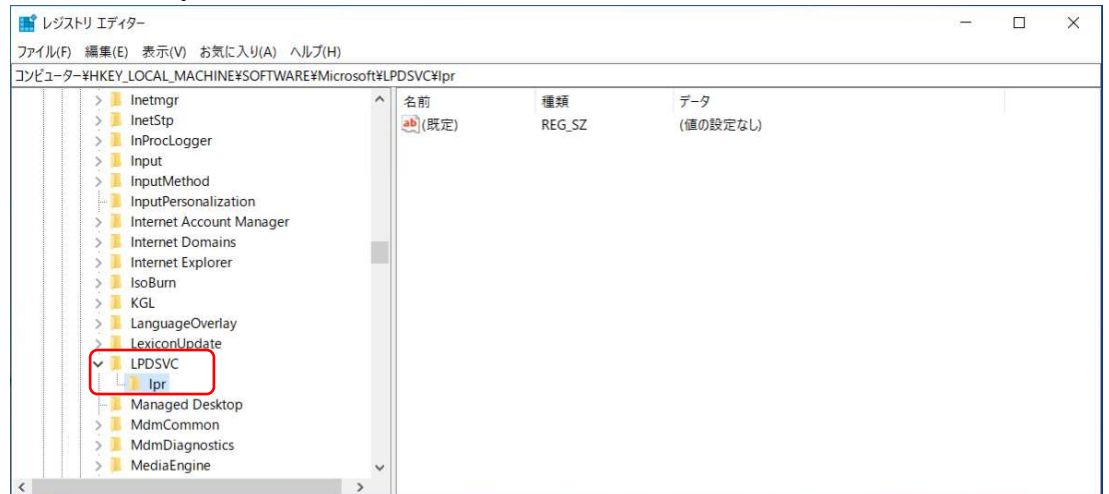 レジストリ エディター
ファイル(F) 編集(E) 表示(V) お気に入り(A) ヘルプ(H)
コンピューター¥HKEY_LOCAL_MACHINE¥SOFTWARE¥Microsoft¥LPDSVC¥lpr
Inetmgr
InetStp
InProcLogger
Input
InputMethod
InputPersonalization
Internet Account Manager
Internet Domains
Internet Explorer
IsoBurn
KGL
LanguageOverlay
LexiconUpdate
LPDSVC
lpr
Managed Desktop
MdmCommon
MdmDiagnostics
MediaEngine
名前 種類 データ
ab (既定) REG_SZ (値の設定なし)